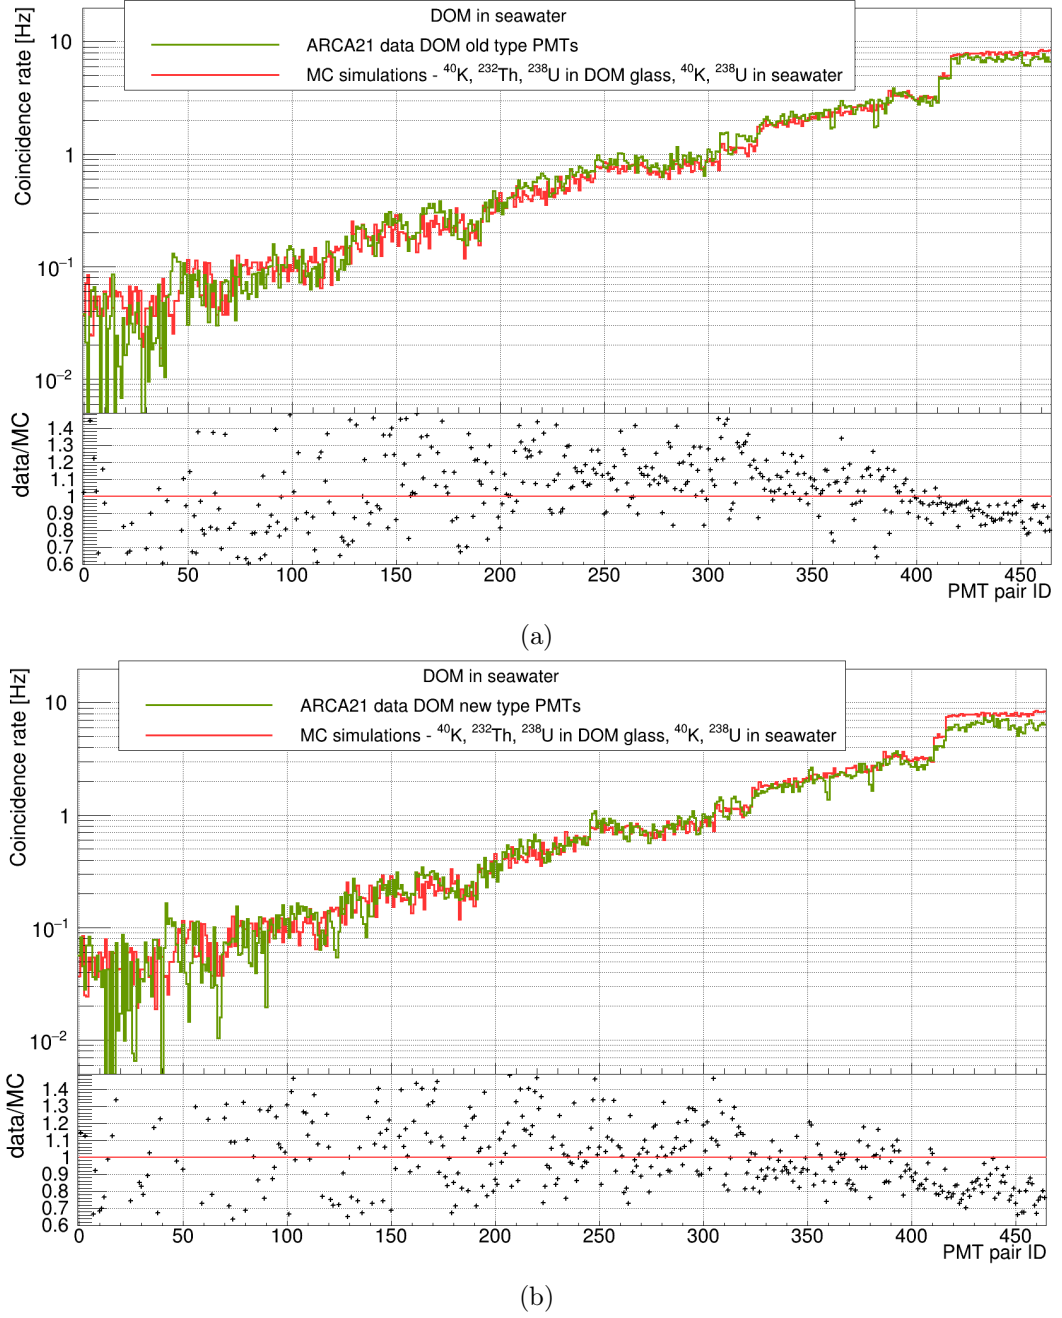 DOM in seawater
ARCA21 data DOM old type PMTs
MC simulations - ⁴⁰K, ²³²Th, ²³⁸U in DOM glass, ⁴⁰K, ²³⁸U in seawater
Coincidence rate [Hz]
10
1
10⁻¹
10⁻²
data/MC
1.4
1.3
1.2
1.1
1
0.9
0.8
0.7
0.6
0 50 100 150 200 250 300 350 400 450
PMT pair ID
(a)
DOM in seawater
ARCA21 data DOM new type PMTs
MC simulations - ⁴⁰K, ²³²Th, ²³⁸U in DOM glass, ⁴⁰K, ²³⁸U in seawater
Coincidence rate [Hz]
10
1
10⁻¹
10⁻²
data/MC
1.4
1.3
1.2
1.1
1
0.9
0.8
0.7
0.6
0 50 100 150 200 250 300 350 400 450
PMT pair ID
(b)